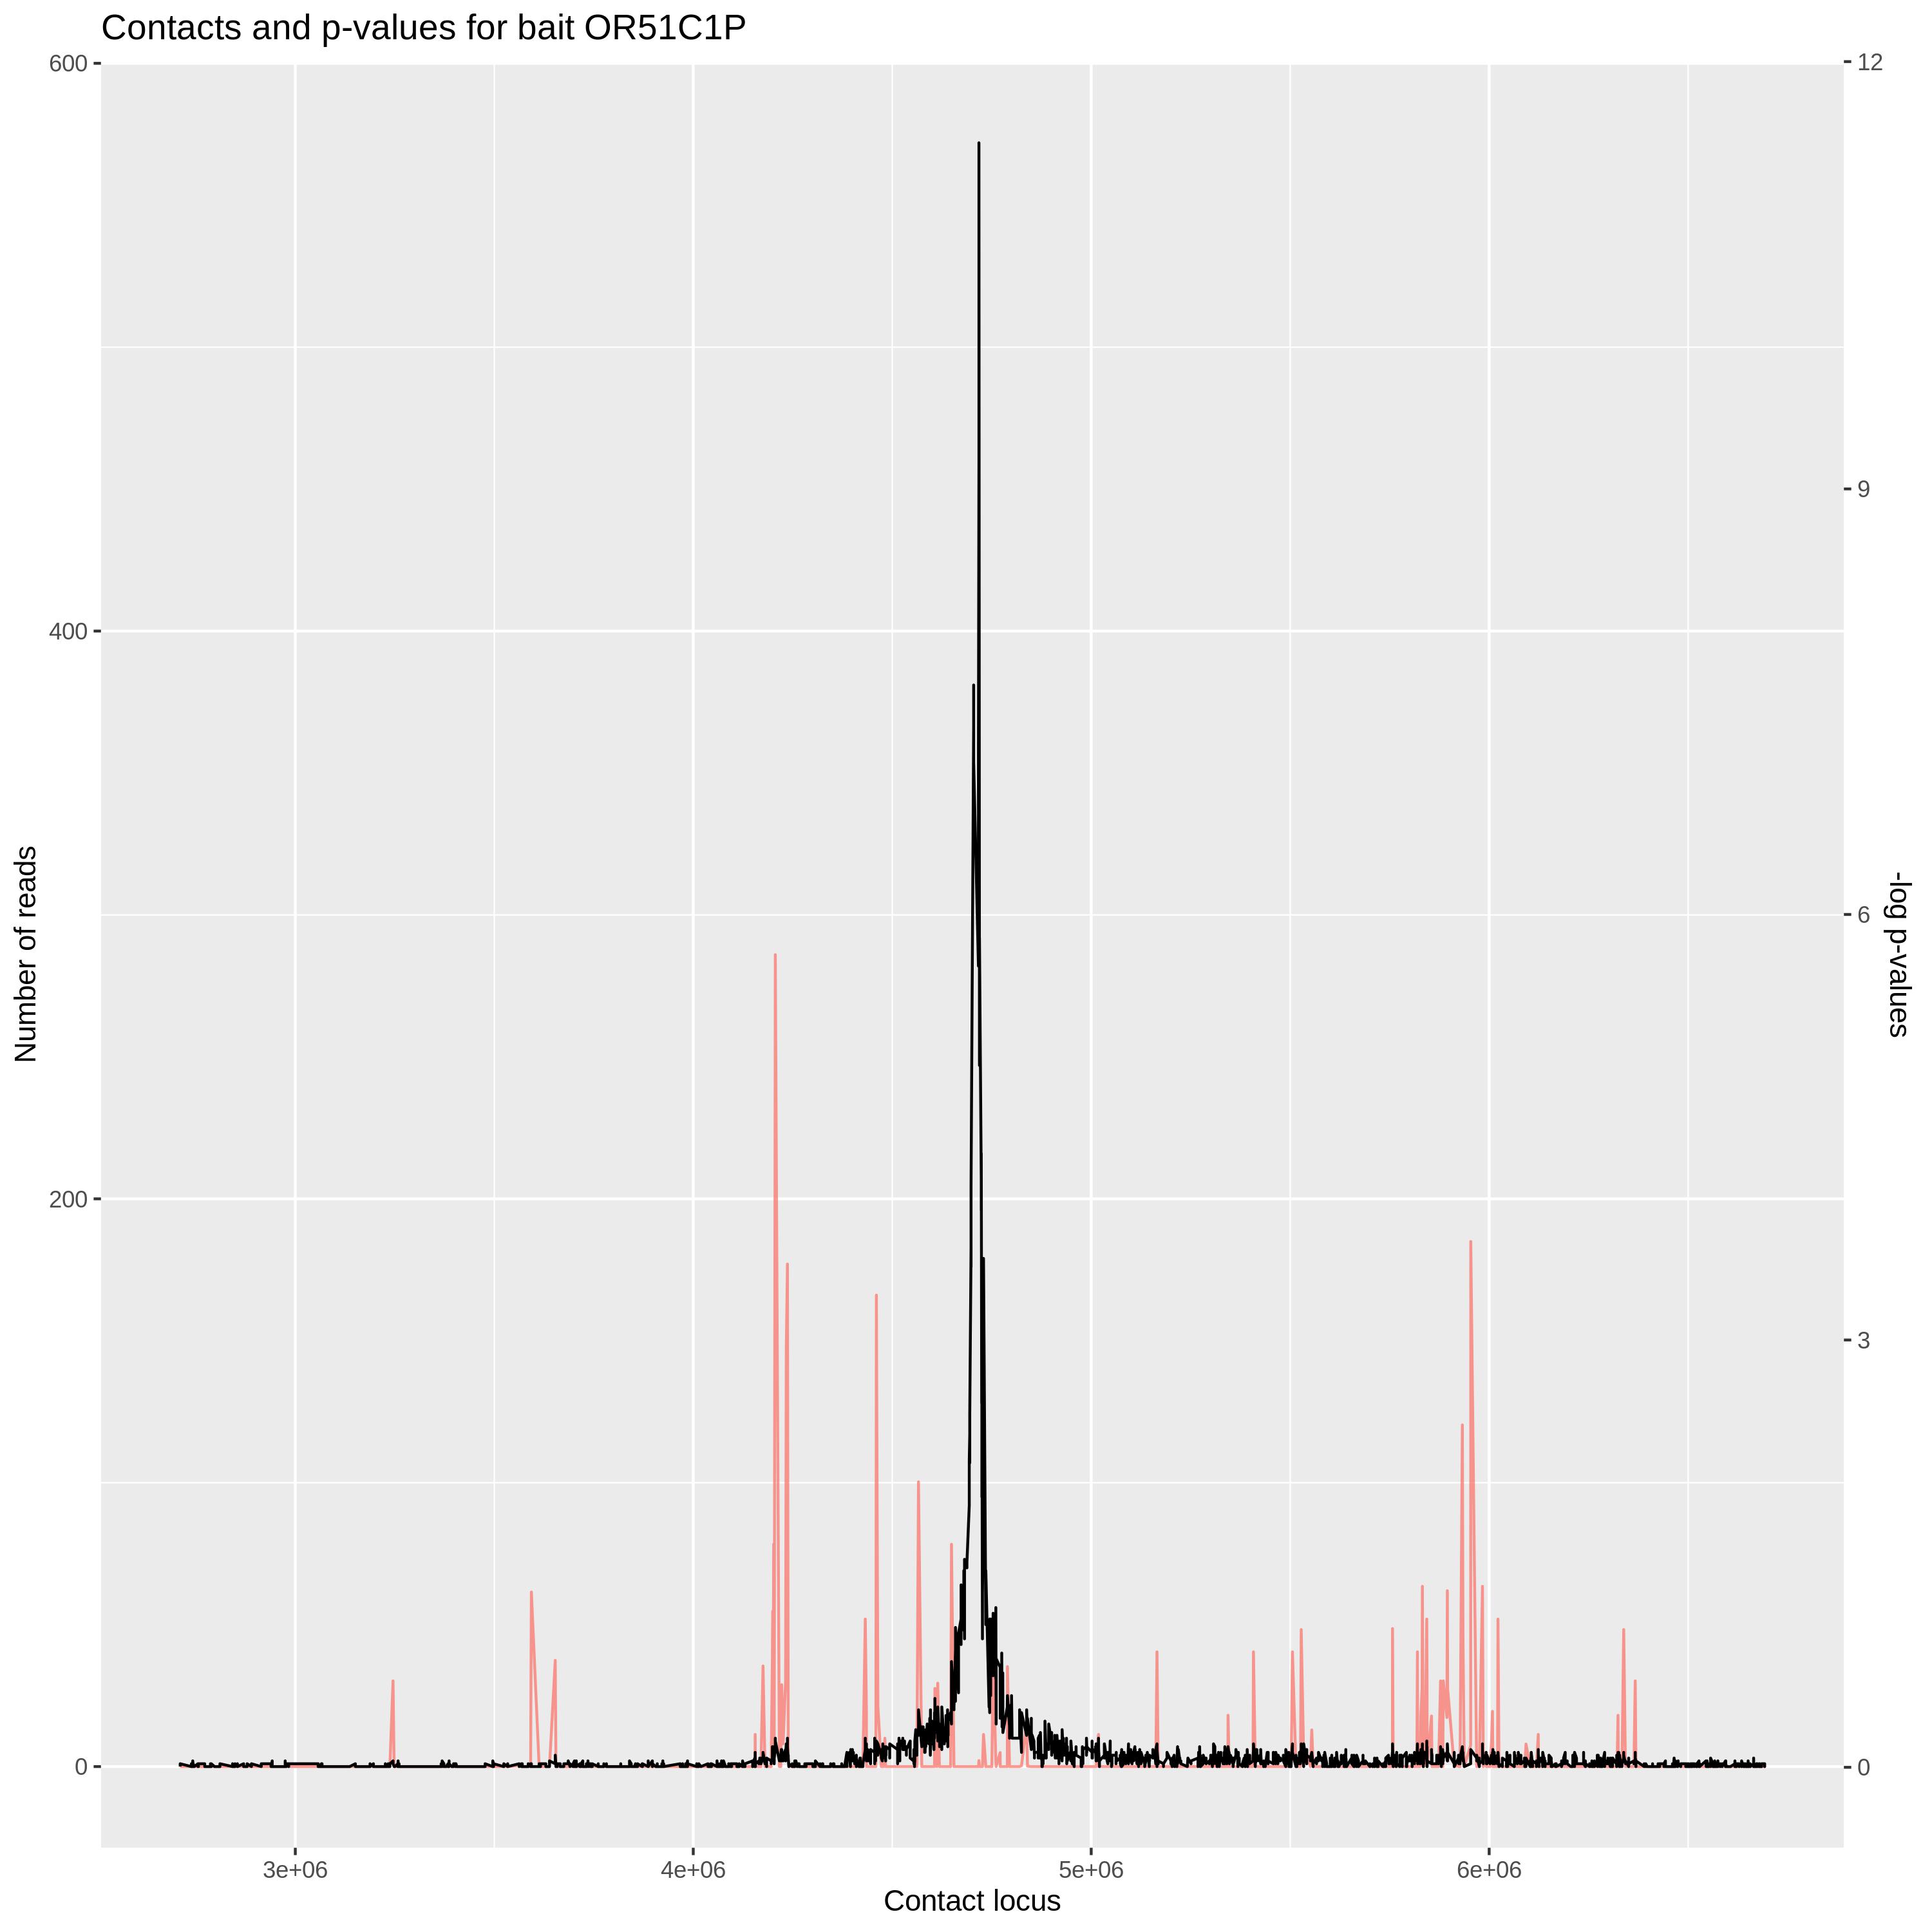 Contacts and p-values for bait OR51C1P
600
400
200
0
Number of reads
12
9
6
3
0
-log p-values
3e+06 4e+06 5e+06 6e+06
Contact locus